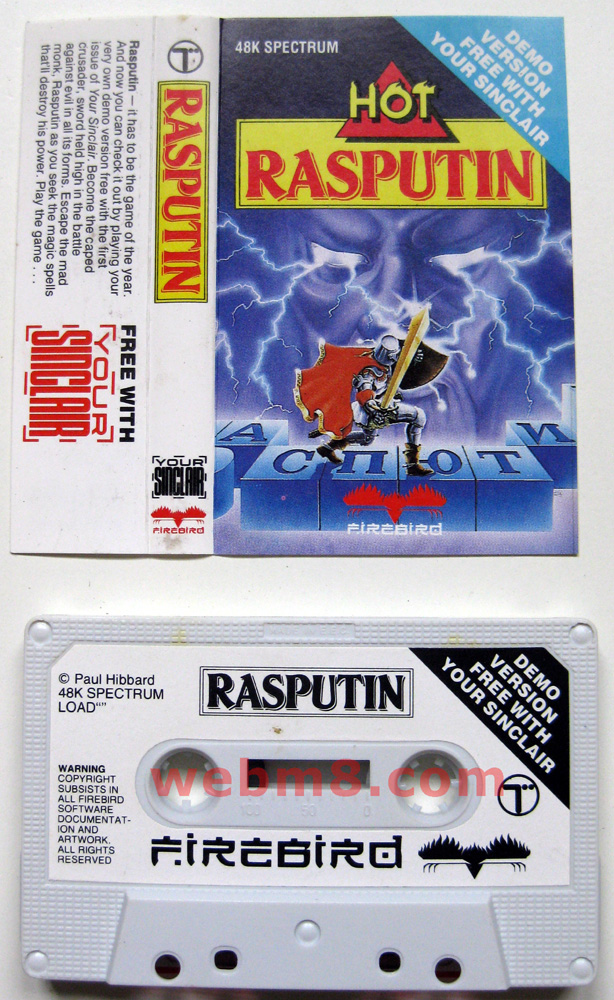 Rasputin – it has to be the game of the year.
And now you can check it out by playing your
very own demo version free with the first
issue of Your Sinclair. Become the caped
crusader, sword held high in the battle
against evil in all its forms. Escape the mad
monk, Rasputin as you seek the magic spells
that'll destroy his power. Play the game . . .
FREE WITH
YOUR
SINCLAIR
T
RASPUTIN
YOUR
SINCLAIR
FIREBIRD
48K SPECTRUM
DEMO
VERSION
FREE WITH
YOUR SINCLAIR
HOT
RASPUTIN
А СПЮТ И
FIREBIRD
© Paul Hibbard
48K SPECTRUM
LOAD“”
RASPUTIN
DEMO
VERSION
FREE WITH
YOUR SINCLAIR
WARNING
COPYRIGHT
SUBSISTS IN
ALL FIREBIRD
SOFTWARE
DOCUMENTAT-
ION AND
ARTWORK.
ALL RIGHTS
RESERVED
webm8.com
100 50 0
T
FIREBIRD